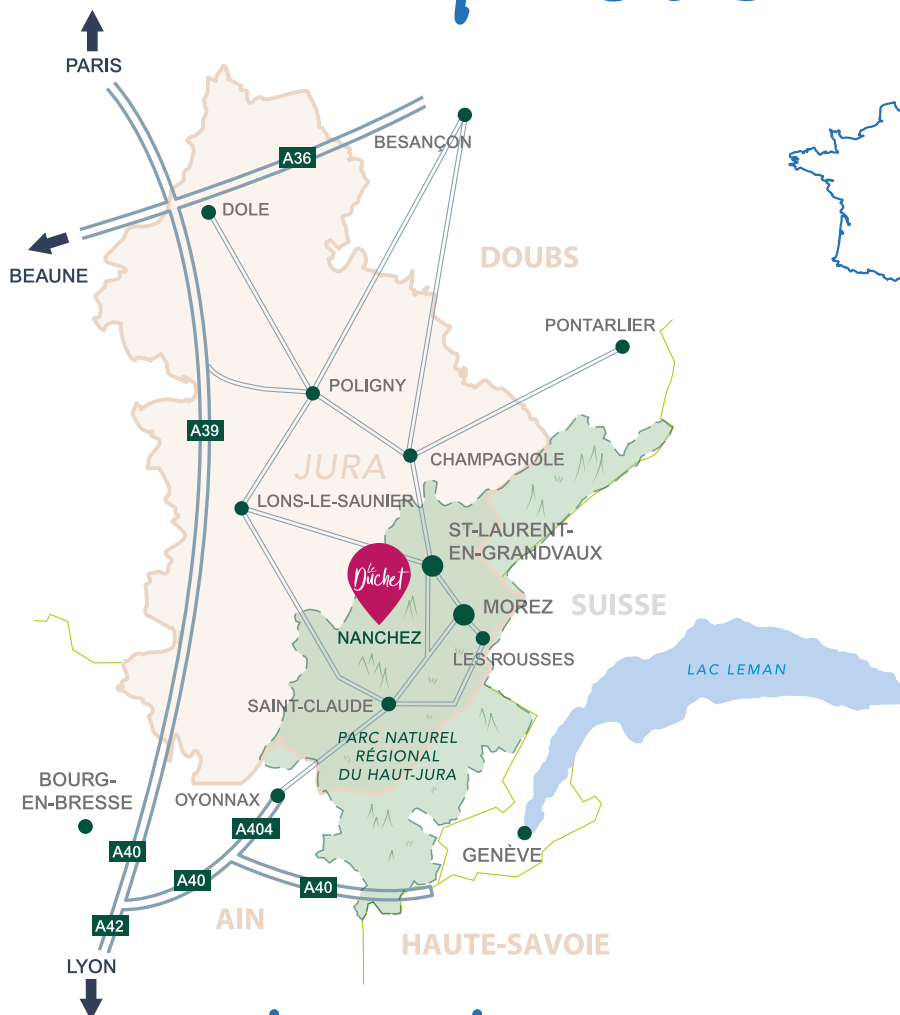 PARIS
BESANÇON
A36
DOLE
BEAUNE
DOUBS
PONTARLIER
POLIGNY
A39
JURA
CHAMPAGNOLE
LONS-LE-SAUNIER
ST-LAURENT-
EN-GRANDVAUX
le
Duchet
MOREZ
SUISSE
NANCHEZ
LES ROUSSES
LAC LEMAN
SAINT-CLAUDE
PARC NATUREL
RÉGIONAL
DU HAUT-JURA
BOURG-
EN-BRESSE
OYONNAX
A404
A40
GENÈVE
A40
A40
A42
AIN
HAUTE-SAVOIE
LYON